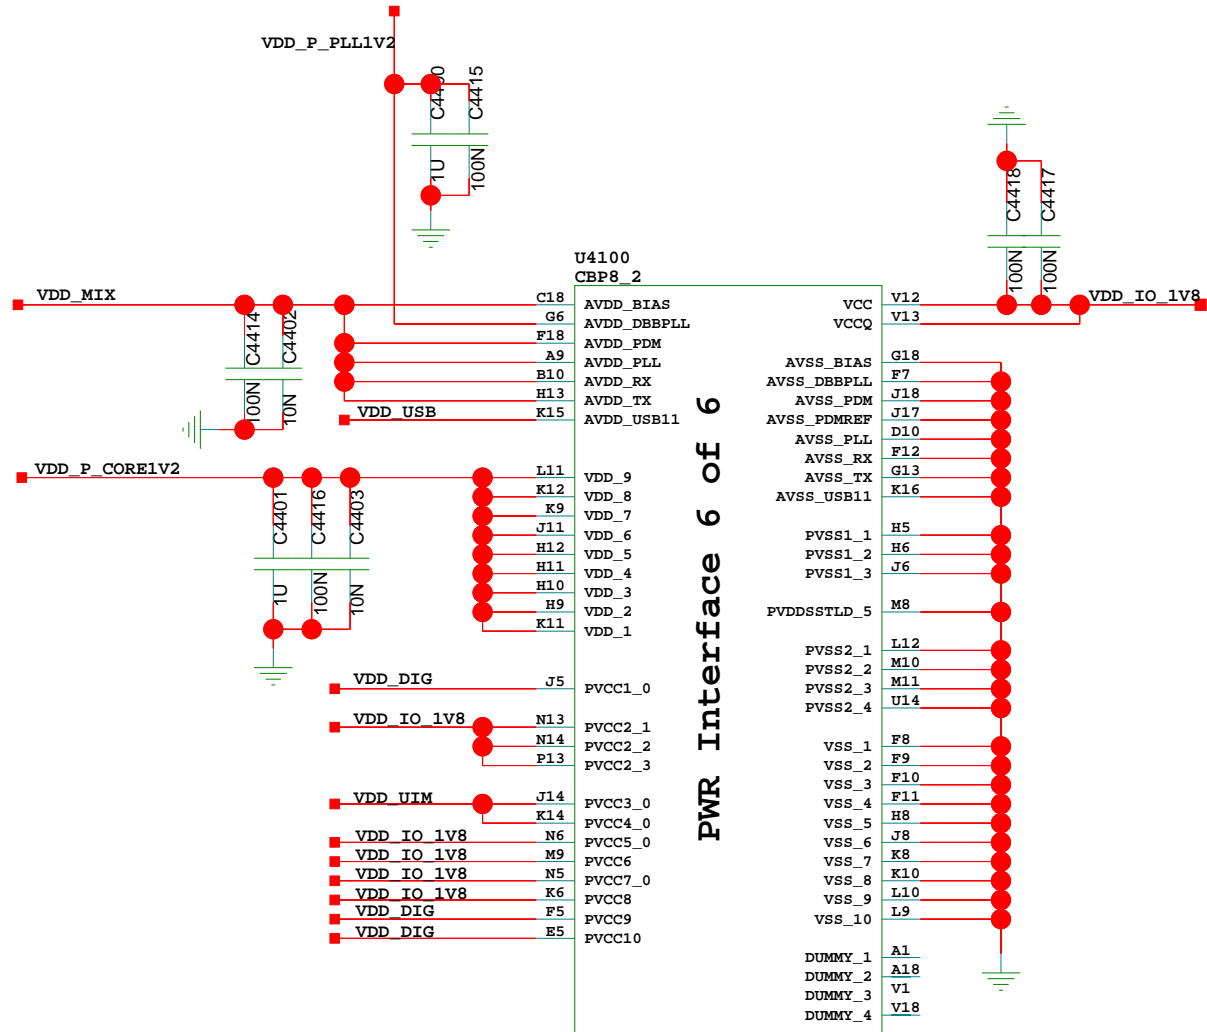 VDD_P_PLL1V2
C4415
1U
100N
C4418
C4417
100N
100N
U4100
CBP8_2
VDD_MIX
VDD_IO_1V8
C4414
C4402
100N
10N
C18 AVDD_BIAS
G6 AVDD_DBBPLL
F18 AVDD_PDM
A9 AVDD_PLL
B10 AVDD_RX
H13 AVDD_TX
VDD_USB K15 AVDD_USB11
VDD_P_CORE1V2
C4401
C4416
C4403
1U
100N
10N
L11 VDD_9
K12 VDD_8
K9 VDD_7
J11 VDD_6
H12 VDD_5
H11 VDD_4
H10 VDD_3
H9 VDD_2
K11 VDD_1
VDD_DIG J5 PVCC1_0
VDD_IO_1V8 N13 PVCC2_1
N14 PVCC2_2
P13 PVCC2_3
VDD_UIM J14 PVCC3_0
K14 PVCC4_0
VDD_IO_1V8 N6 PVCC5_0
VDD_IO_1V8 M9 PVCC6
VDD_IO_1V8 N5 PVCC7_0
VDD_IO_1V8 K6 PVCC8
VDD_DIG F5 PVCC9
VDD_DIG E5 PVCC10
PWR Interface 6 of 6
VCC V12
VCCQ V13
AVSS_BIAS G18
AVSS_DBBPLL F7
AVSS_PDM J18
AVSS_PDMREF J17
AVSS_PLL D10
AVSS_RX F12
AVSS_TX G13
AVSS_USB11 K16
PVSS1_1 H5
PVSS1_2 H6
PVSS1_3 J6
PVDDSSTLD_5 M8
PVSS2_1 L12
PVSS2_2 M10
PVSS2_3 M11
PVSS2_4 U14
VSS_1 F8
VSS_2 F9
VSS_3 F10
VSS_4 F11
VSS_5 H8
VSS_6 J8
VSS_7 K8
VSS_8 K10
VSS_9 L10
VSS_10 L9
DUMMY_1 A1
DUMMY_2 A18
DUMMY_3 V1
DUMMY_4 V18